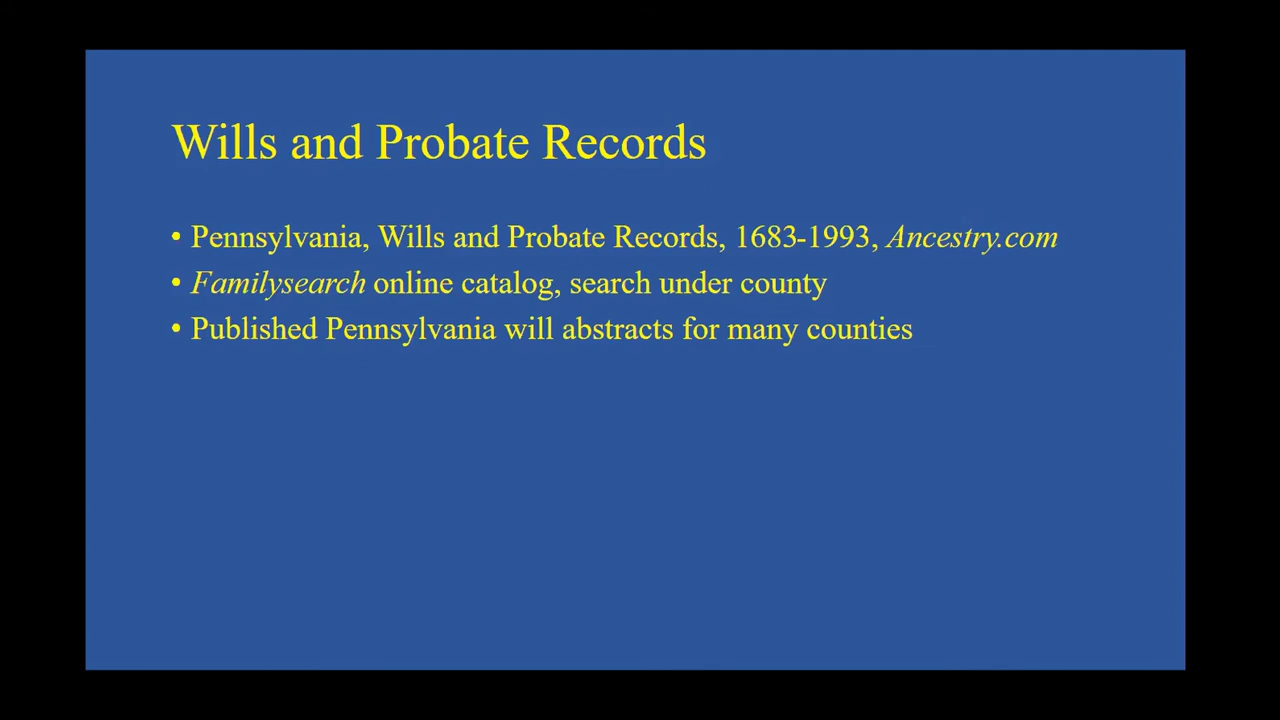 Wills and Probate Records
• Pennsylvania, Wills and Probate Records, 1683-1993, Ancestry.com
• Familysearch online catalog, search under county
• Published Pennsylvania will abstracts for many counties